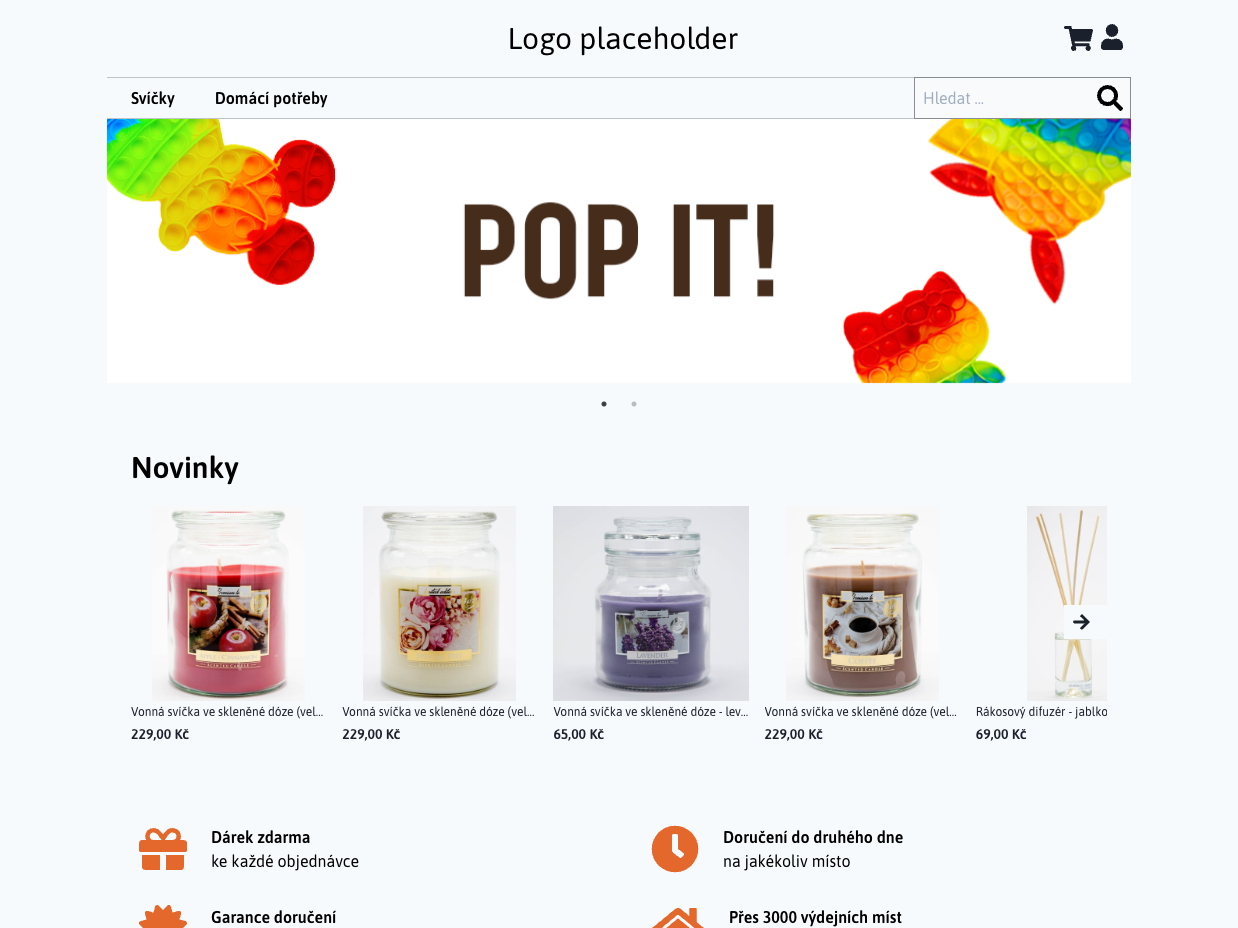 Logo placeholder
Svíčky
Domácí potřeby
Hledat ...
POP IT!
Novinky
Vonná svíčka ve skleněné dóze (vel...
229,00 Kč
Vonná svíčka ve skleněné dóze (vel...
229,00 Kč
LAVENDER
Vonná svíčka ve skleněné dóze - lev...
65,00 Kč
Vonná svíčka ve skleněné dóze (vel...
229,00 Kč
Rákosový difuzér - jablko
69,00 Kč
Dárek zdarma
ke každé objednávce
Doručení do druhého dne
na jakékoliv místo
Garance doručení
Přes 3000 výdejních míst